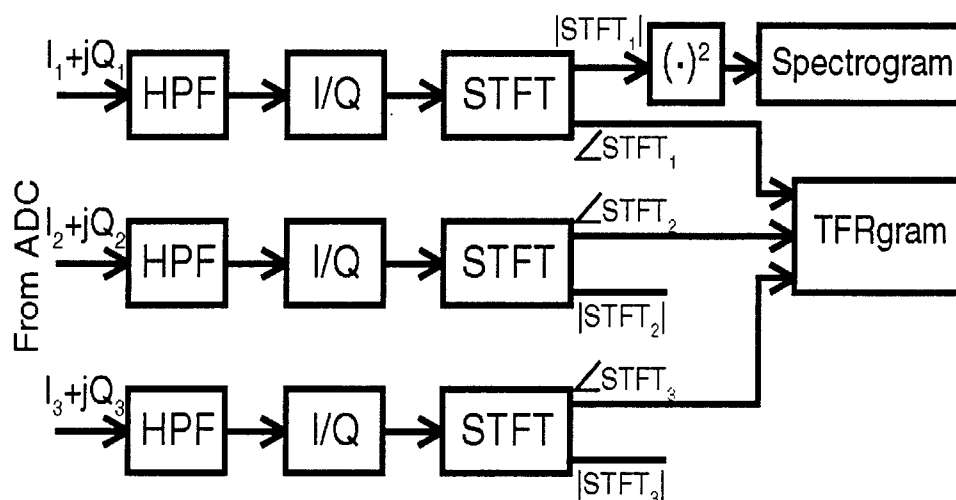 From ADC
I₁+jQ₁
HPF
I/Q
STFT
|STFT₁|
(·)²
Spectrogram
∠STFT₁
I₂+jQ₂
HPF
I/Q
STFT
∠STFT₂
|STFT₂|
TFRgram
I₃+jQ₃
HPF
I/Q
STFT
∠STFT₃
|STFT₃|